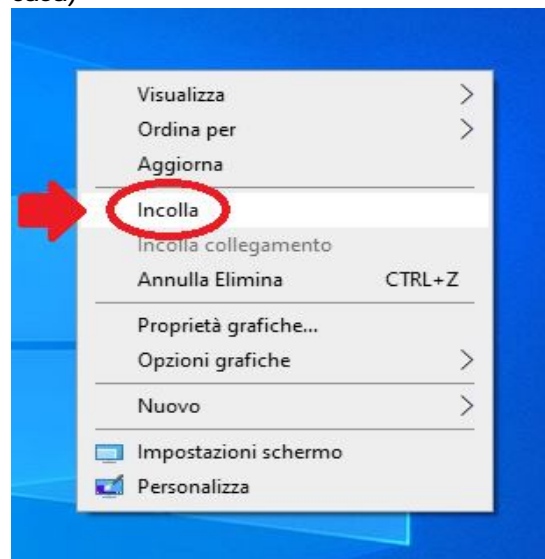 Visualizza
Ordina per
Aggiorna
Incolla
Incolla collegamento
Annulla Elimina CTRL+Z
Proprietà grafiche...
Opzioni grafiche
Nuovo
Impostazioni schermo
Personalizza